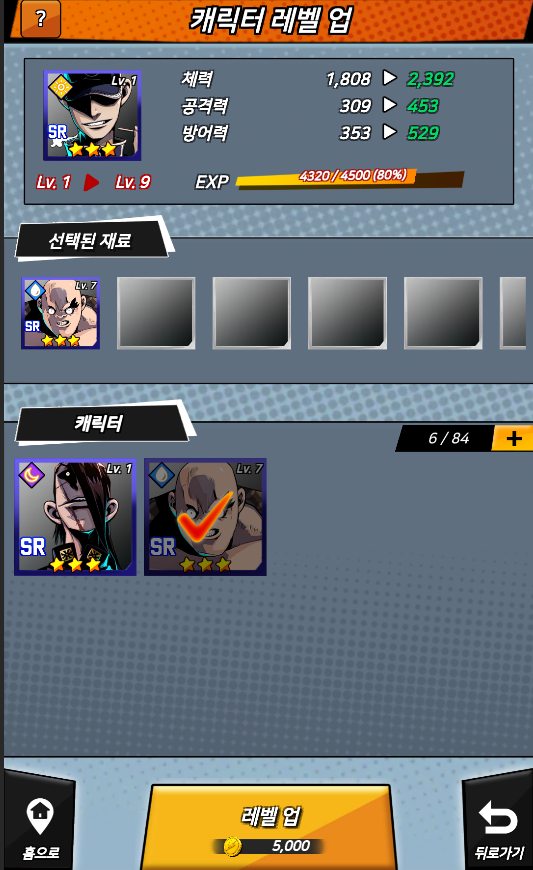 ?
캐릭터 레벨 업
Lv. 1
SR
체력 1,808 2,392
공격력 309 453
방어력 353 529
Lv. 1 Lv. 9 EXP 4320 / 4500 (80%)
선택된 재료
Lv. 7
SR
캐릭터
6 / 84 +
Lv. 1
SR
Lv. 7
SR
레벨 업
5,000
홈으로
뒤로가기